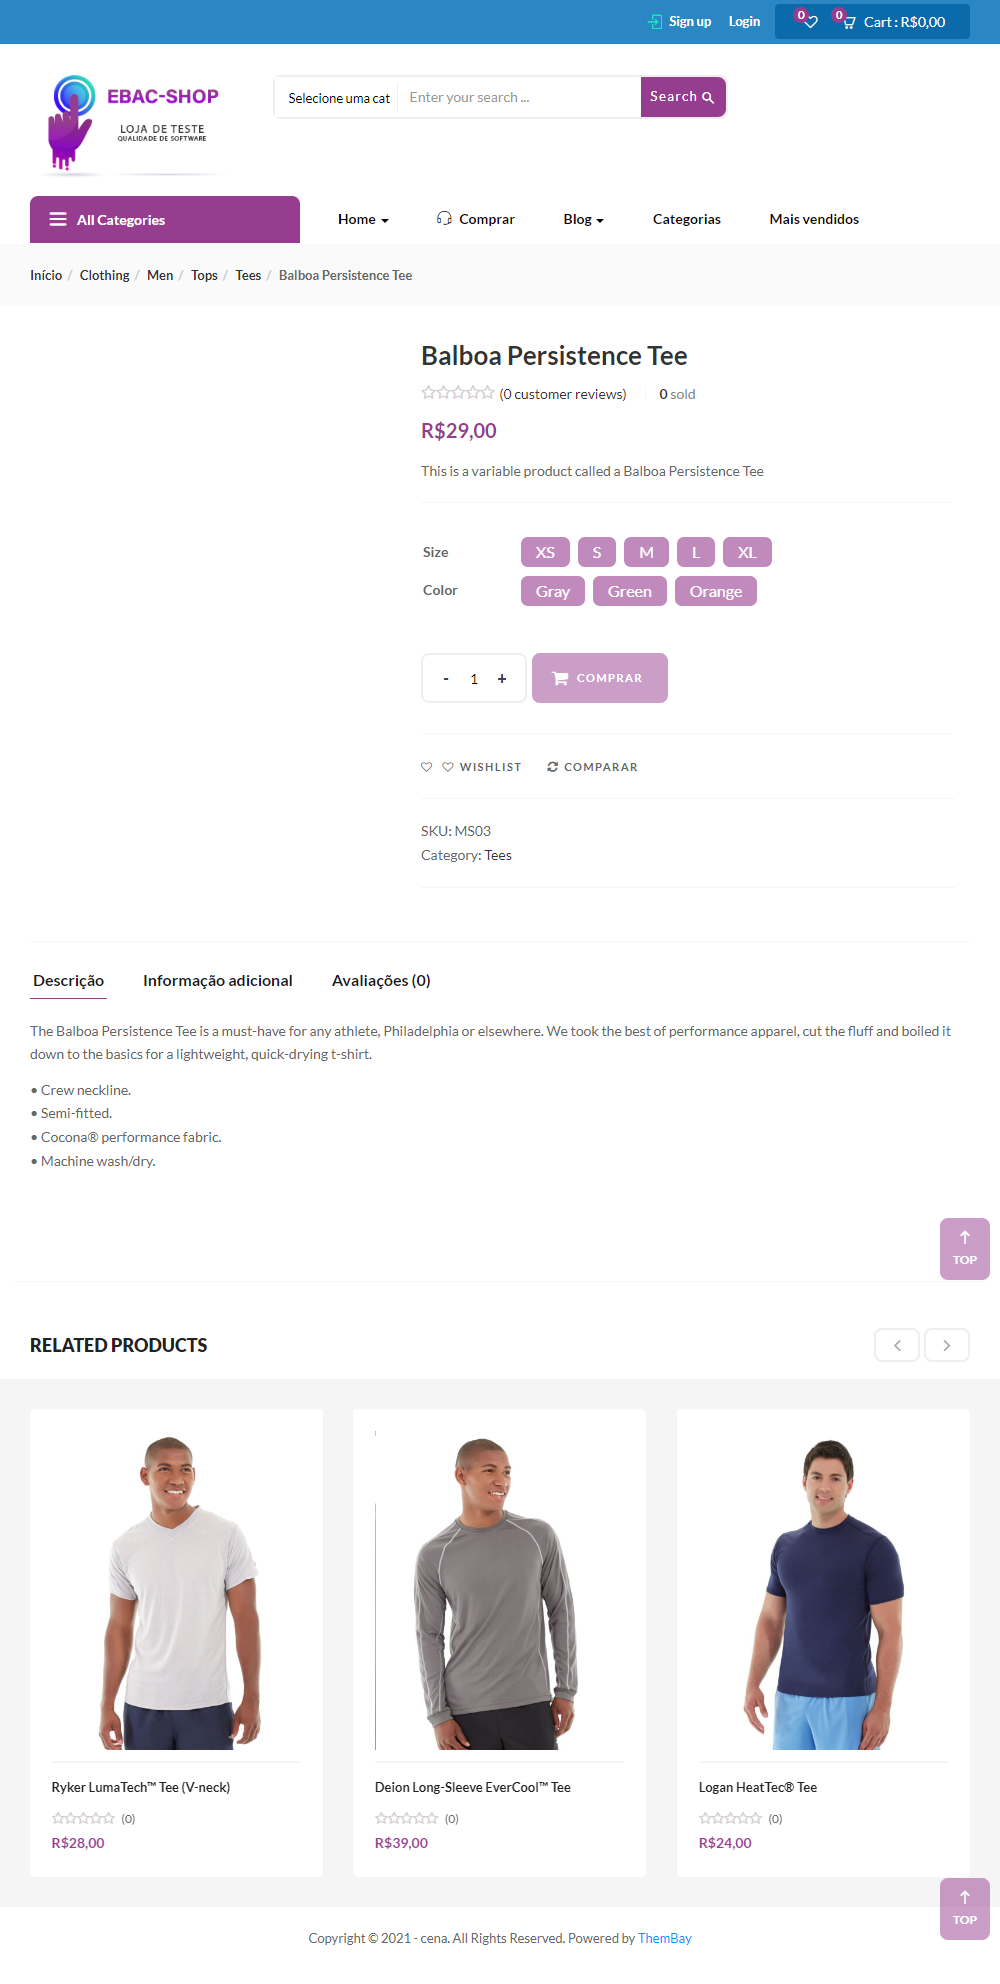 Sign up
Login
0
0
Cart : R$0,00
EBAC-SHOP
LOJA DE TESTE
QUALIDADE DE SOFTWARE
Selecione uma cat
Enter your search ...
Search
All Categories
Home
Comprar
Blog
Categorias
Mais vendidos
Início / Clothing / Men / Tops / Tees / Balboa Persistence Tee
Balboa Persistence Tee
(0 customer reviews)
0 sold
R$29,00
This is a variable product called a Balboa Persistence Tee
Size
XS
S
M
L
XL
Color
Gray
Green
Orange
- 1 +
COMPRAR
WISHLIST
COMPARAR
SKU: MS03
Category: Tees
Descrição
Informação adicional
Avaliações (0)
The Balboa Persistence Tee is a must-have for any athlete, Philadelphia or elsewhere. We took the best of performance apparel, cut the fluff and boiled it
down to the basics for a lightweight, quick-drying t-shirt.
• Crew neckline.
• Semi-fitted.
• Cocona® performance fabric.
• Machine wash/dry.
TOP
RELATED PRODUCTS
Ryker LumaTech™ Tee (V-neck)
(0)
R$28,00
Deion Long-Sleeve EverCool™ Tee
(0)
R$39,00
Logan HeatTec® Tee
(0)
R$24,00
TOP
Copyright © 2021 - cena. All Rights Reserved. Powered by ThemBay